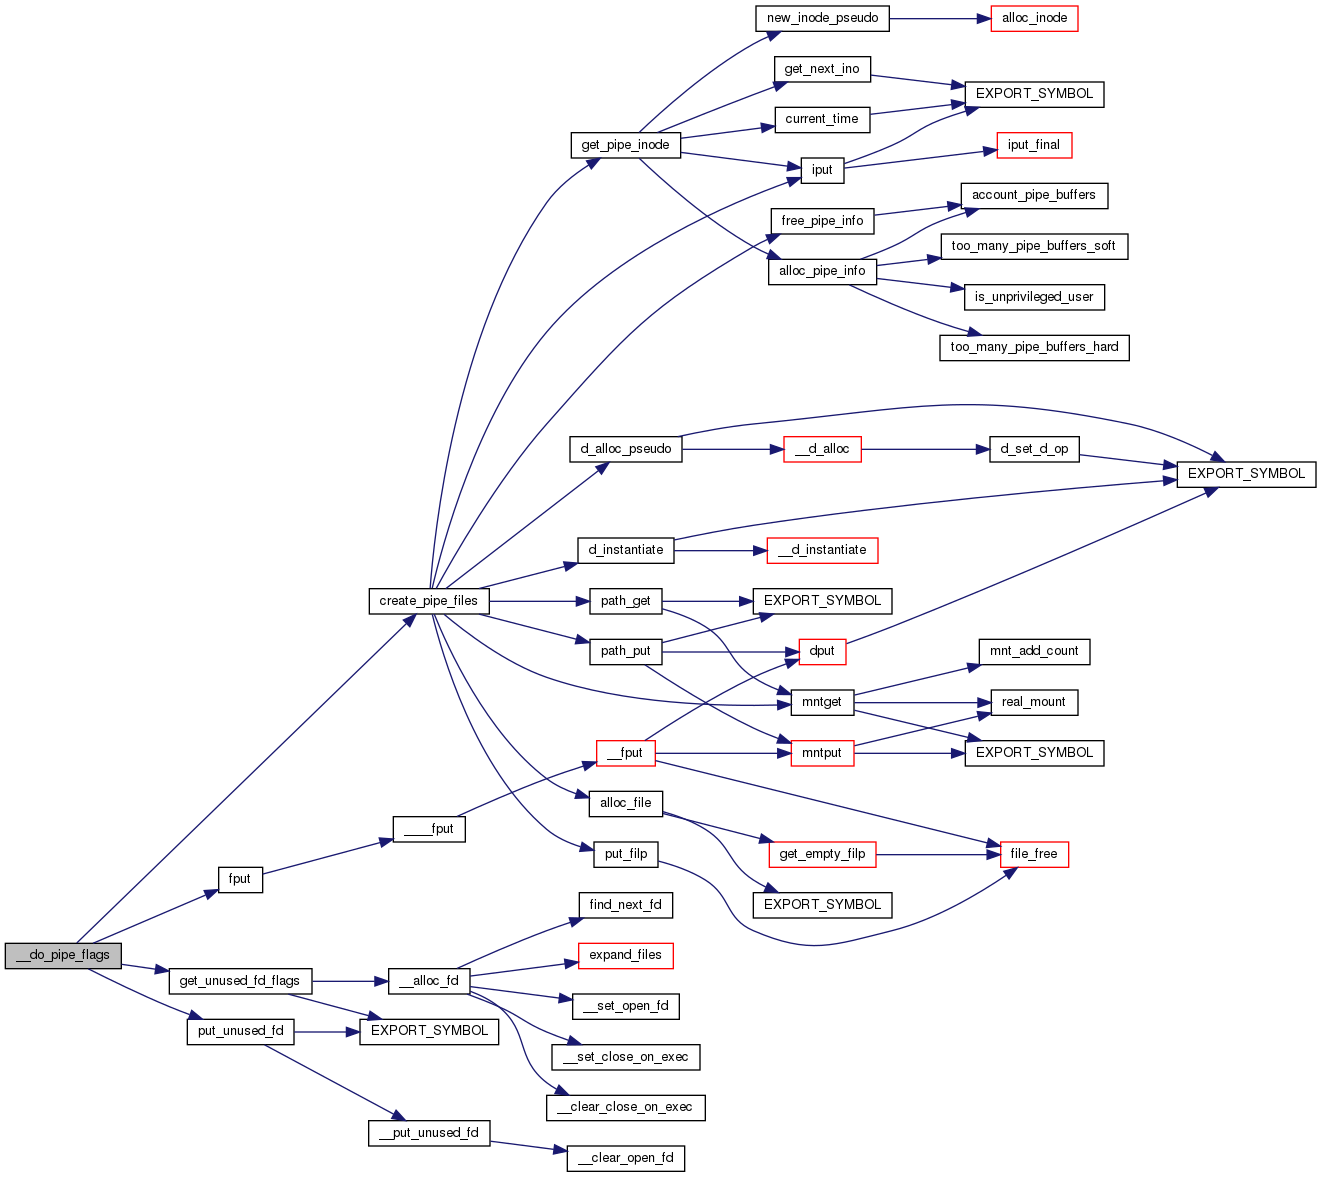 new_inode_pseudo
alloc_inode
get_next_ino
EXPORT_SYMBOL
current_time
get_pipe_inode
iput_final
iput
account_pipe_buffers
free_pipe_info
too_many_pipe_buffers_soft
alloc_pipe_info
is_unprivileged_user
too_many_pipe_buffers_hard
d_alloc_pseudo
__d_alloc
d_set_d_op
EXPORT_SYMBOL
d_instantiate
__d_instantiate
create_pipe_files
path_get
EXPORT_SYMBOL
path_put
dput
mnt_add_count
mntget
real_mount
__fput
mntput
EXPORT_SYMBOL
alloc_file
____fput
put_filp
get_empty_filp
file_free
fput
find_next_fd
EXPORT_SYMBOL
__do_pipe_flags
expand_files
get_unused_fd_flags
__alloc_fd
__set_open_fd
put_unused_fd
EXPORT_SYMBOL
__set_close_on_exec
__clear_close_on_exec
__put_unused_fd
__clear_open_fd